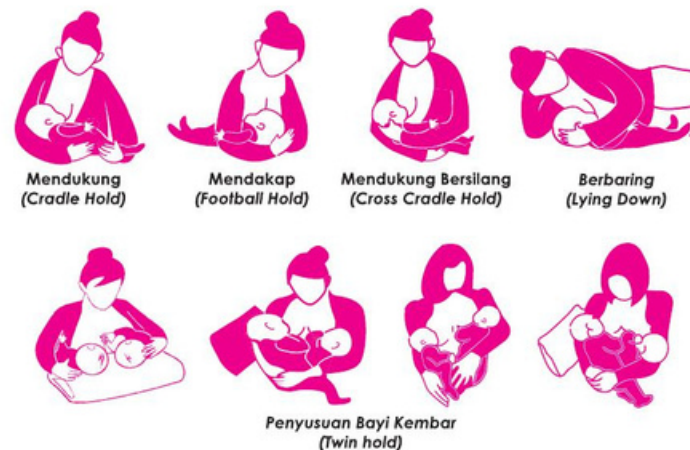 Mendukung
(Cradle Hold)
Mendakap
(Football Hold)
Mendukung Bersilang
(Cross Cradle Hold)
Berbaring
(Lying Down)
Penyusuan Bayi Kembar
(Twin hold)